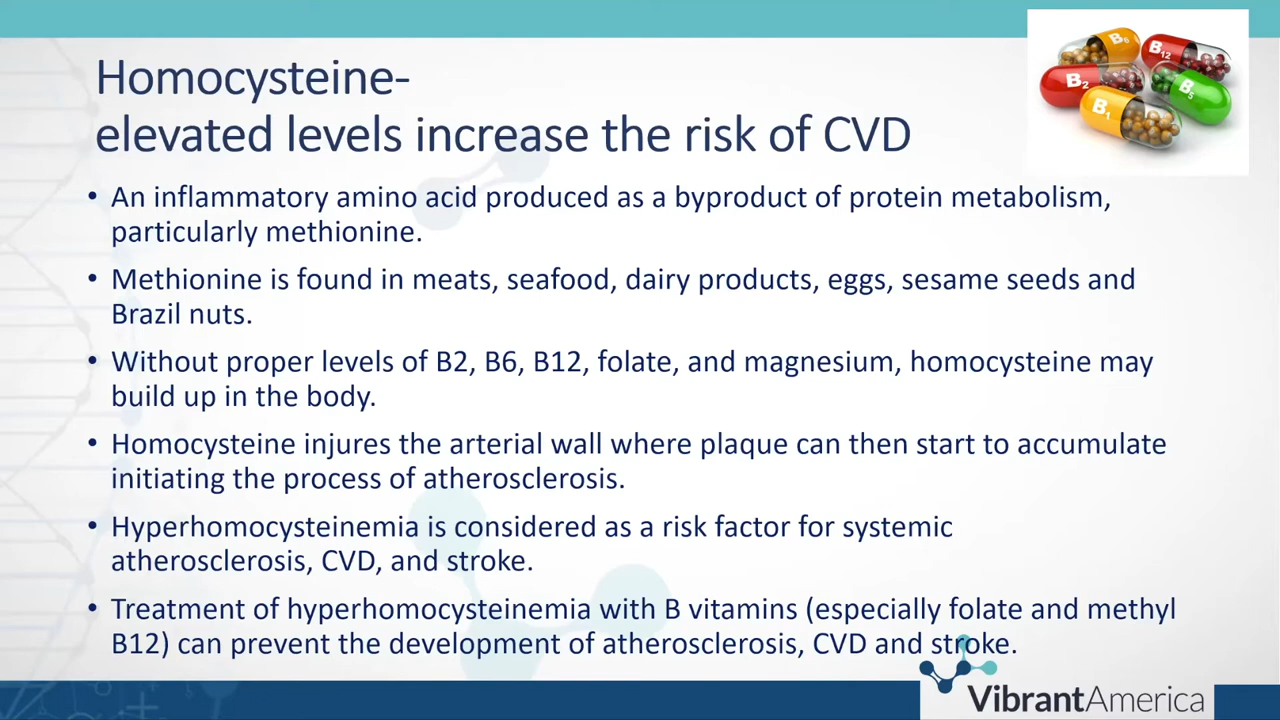 Homocysteine-
elevated levels increase the risk of CVD
B6
B12
B2
B5
B1
• An inflammatory amino acid produced as a byproduct of protein metabolism,
particularly methionine.
• Methionine is found in meats, seafood, dairy products, eggs, sesame seeds and
Brazil nuts.
• Without proper levels of B2, B6, B12, folate, and magnesium, homocysteine may
build up in the body.
• Homocysteine injures the arterial wall where plaque can then start to accumulate
initiating the process of atherosclerosis.
• Hyperhomocysteinemia is considered as a risk factor for systemic
atherosclerosis, CVD, and stroke.
• Treatment of hyperhomocysteinemia with B vitamins (especially folate and methyl
B12) can prevent the development of atherosclerosis, CVD and stroke.
VibrantAmerica